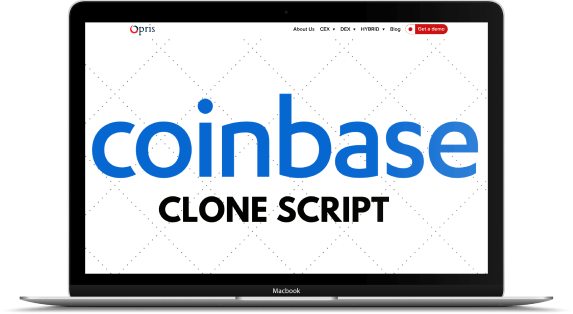 Opris
About Us CEX ▾ DEX ▾ HYBRID ▾ Blog Get a demo
coinbase
CLONE SCRIPT
Macbook